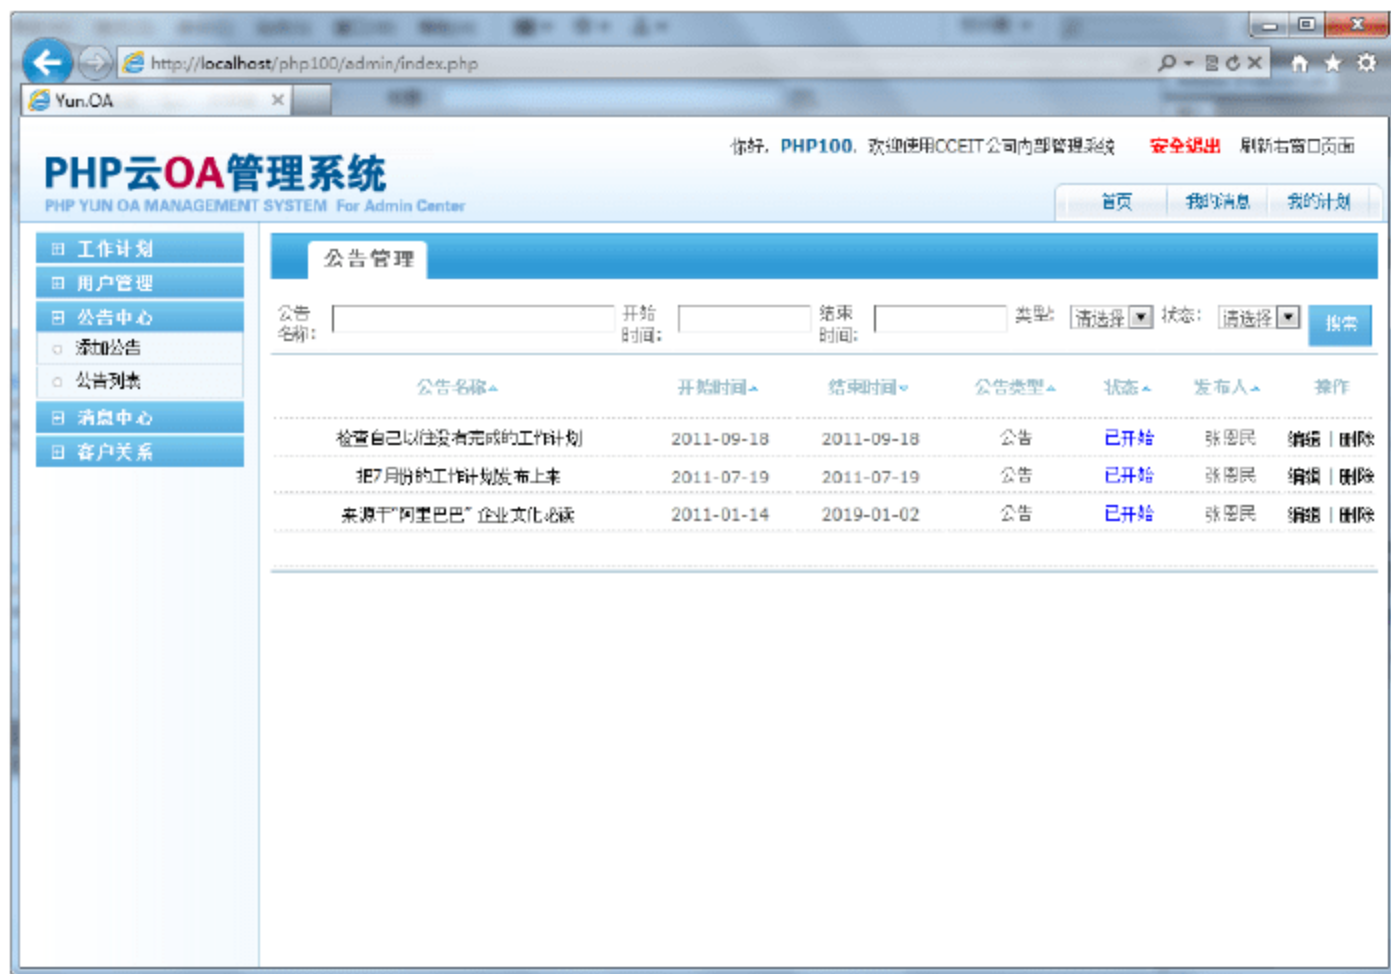 http://localhost/php100/admin/index.php
Yun.OA
你好, PHP100, 欢迎使用CCEIT公司内部管理系统 安全退出 刷新右窗口页面
PHP云OA管理系统
PHP YUN OA MANAGEMENT SYSTEM For Admin Center
首页 我的消息 我的计划
工作计划
用户管理
公告中心
添加公告
公告列表
消息中心
客户关系
公告管理
公告名称: 开始时间: 结束时间: 类型: 请选择 状态: 请选择 搜索
公告名称 开始时间 结束时间 公告类型 状态 发布人 操作
检查自己以往没有完成的工作计划 2011-09-18 2011-09-18 公告 已开始 张恩民 编辑 | 删除
把7月份的工作计划发布上来 2011-07-19 2011-07-19 公告 已开始 张恩民 编辑 | 删除
来源于"阿里巴巴" 企业文化必读 2011-01-14 2019-01-02 公告 已开始 张恩民 编辑 | 删除